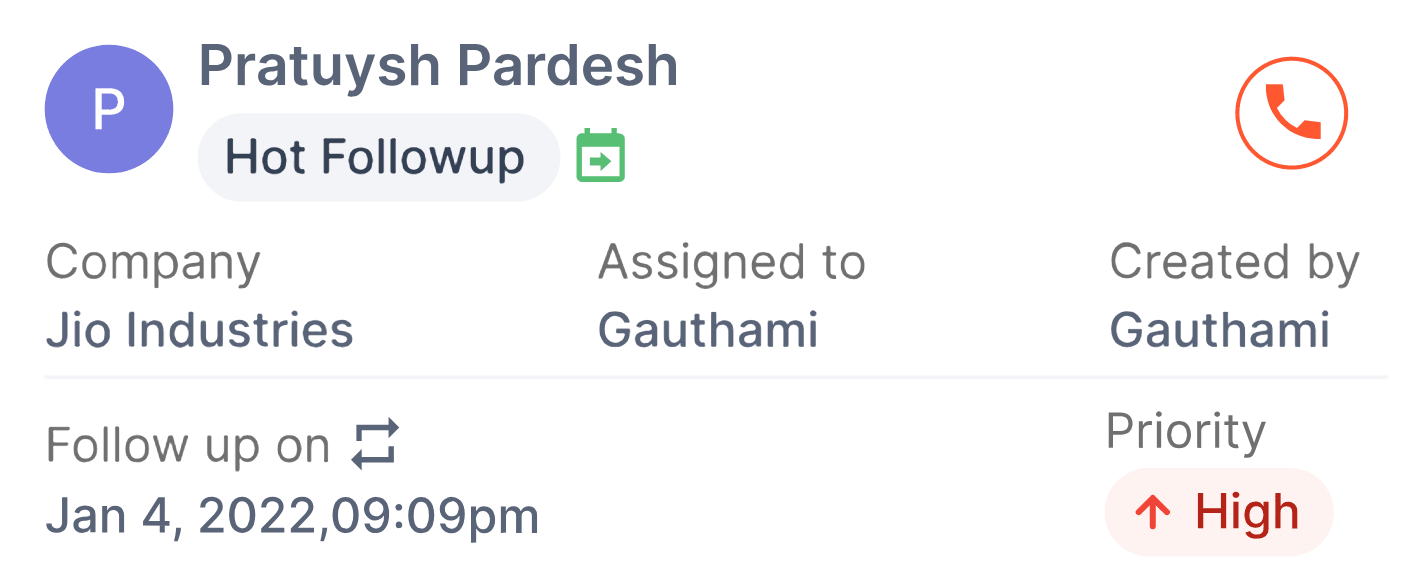 P
Pratuysh Pardesh
Hot Followup
Company
Assigned to
Created by
Jio Industries
Gauthami
Gauthami
Follow up on
Priority
Jan 4, 2022,09:09pm
High